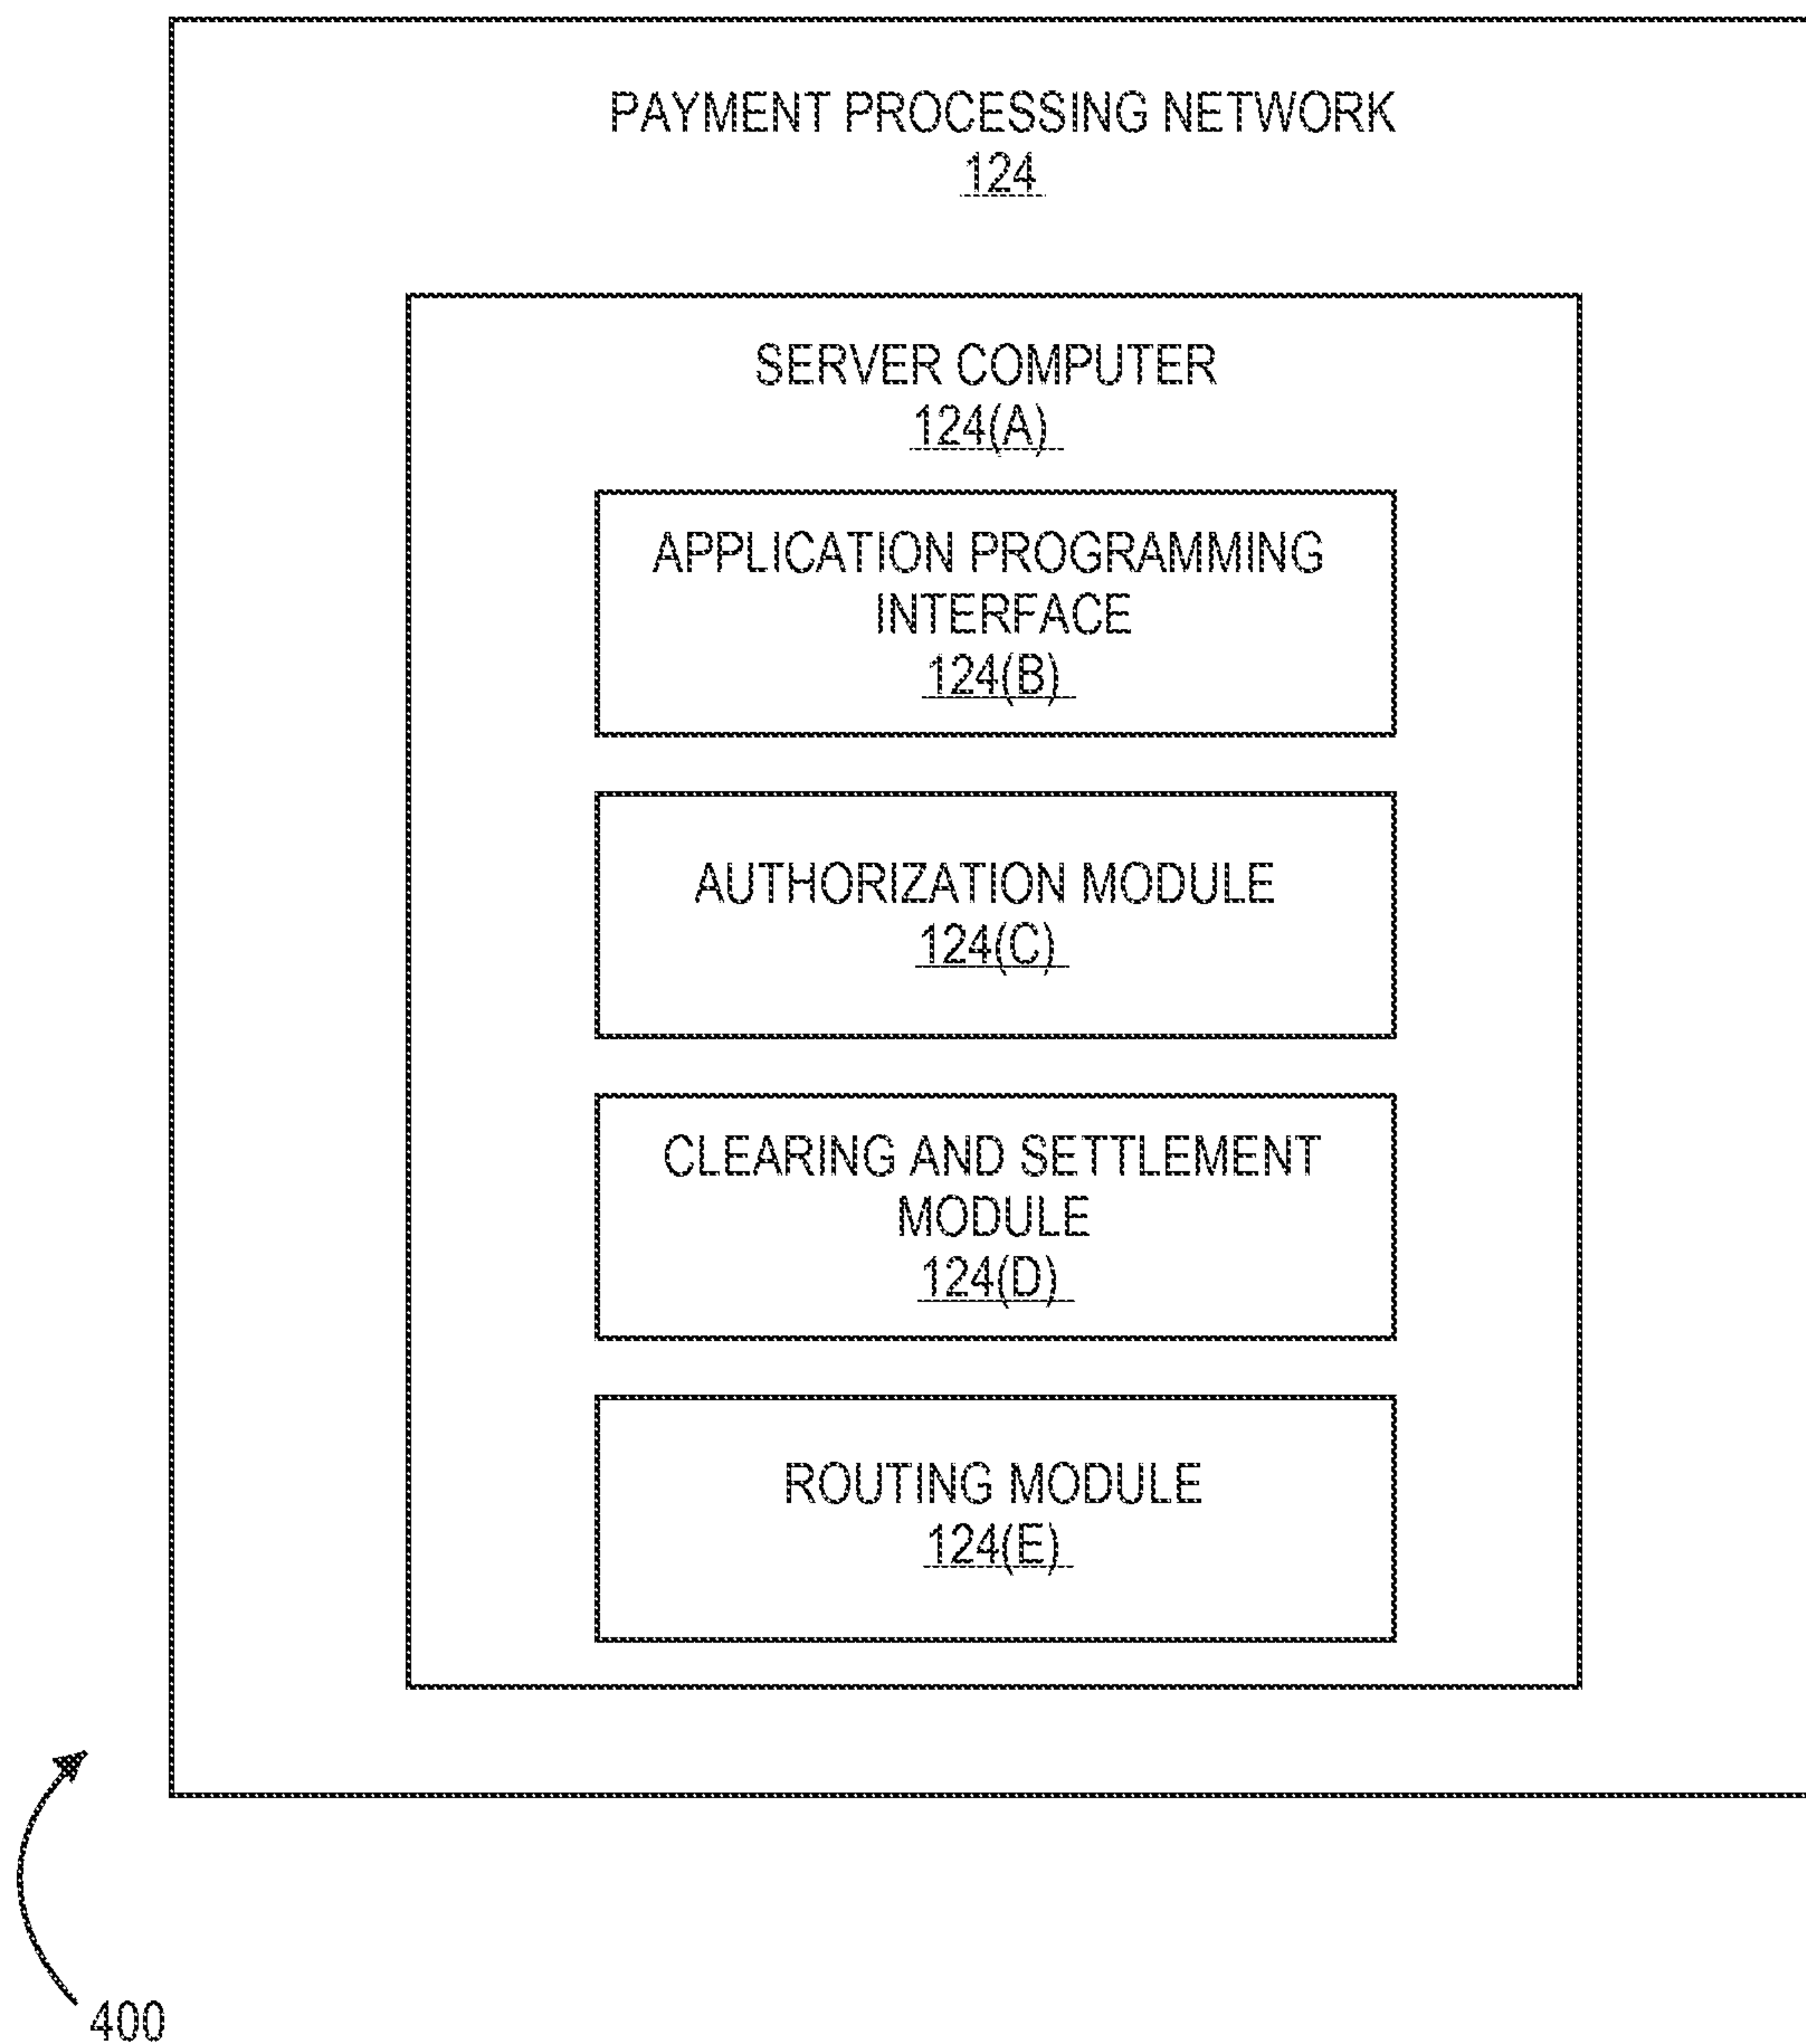 PAYMENT PROCESSING NETWORK
124
SERVER COMPUTER
124(A)
APPLICATION PROGRAMMING
INTERFACE
124(B)
AUTHORIZATION MODULE
124(C)
CLEARING AND SETTLEMENT
MODULE
124(D)
ROUTING MODULE
124(E)
400